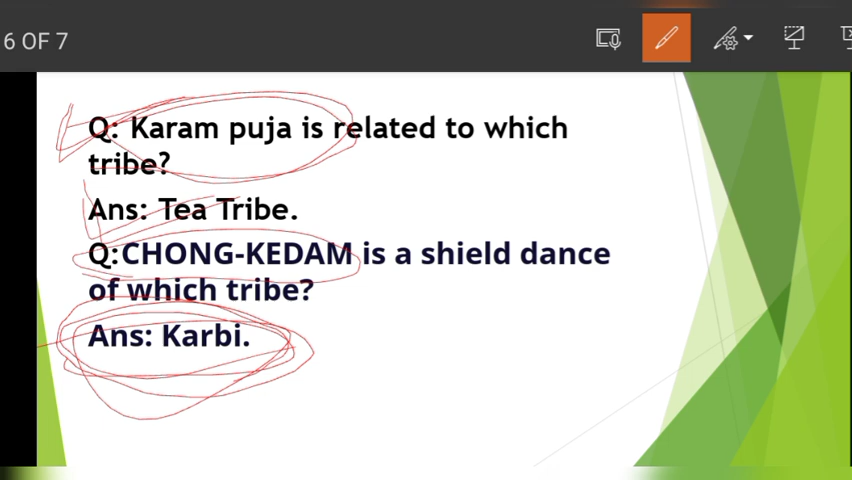 6 OF 7
Q: Karam puja is related to which
tribe?
Ans: Tea Tribe.
Q:CHONG-KEDAM is a shield dance
of which tribe?
Ans: Karbi.